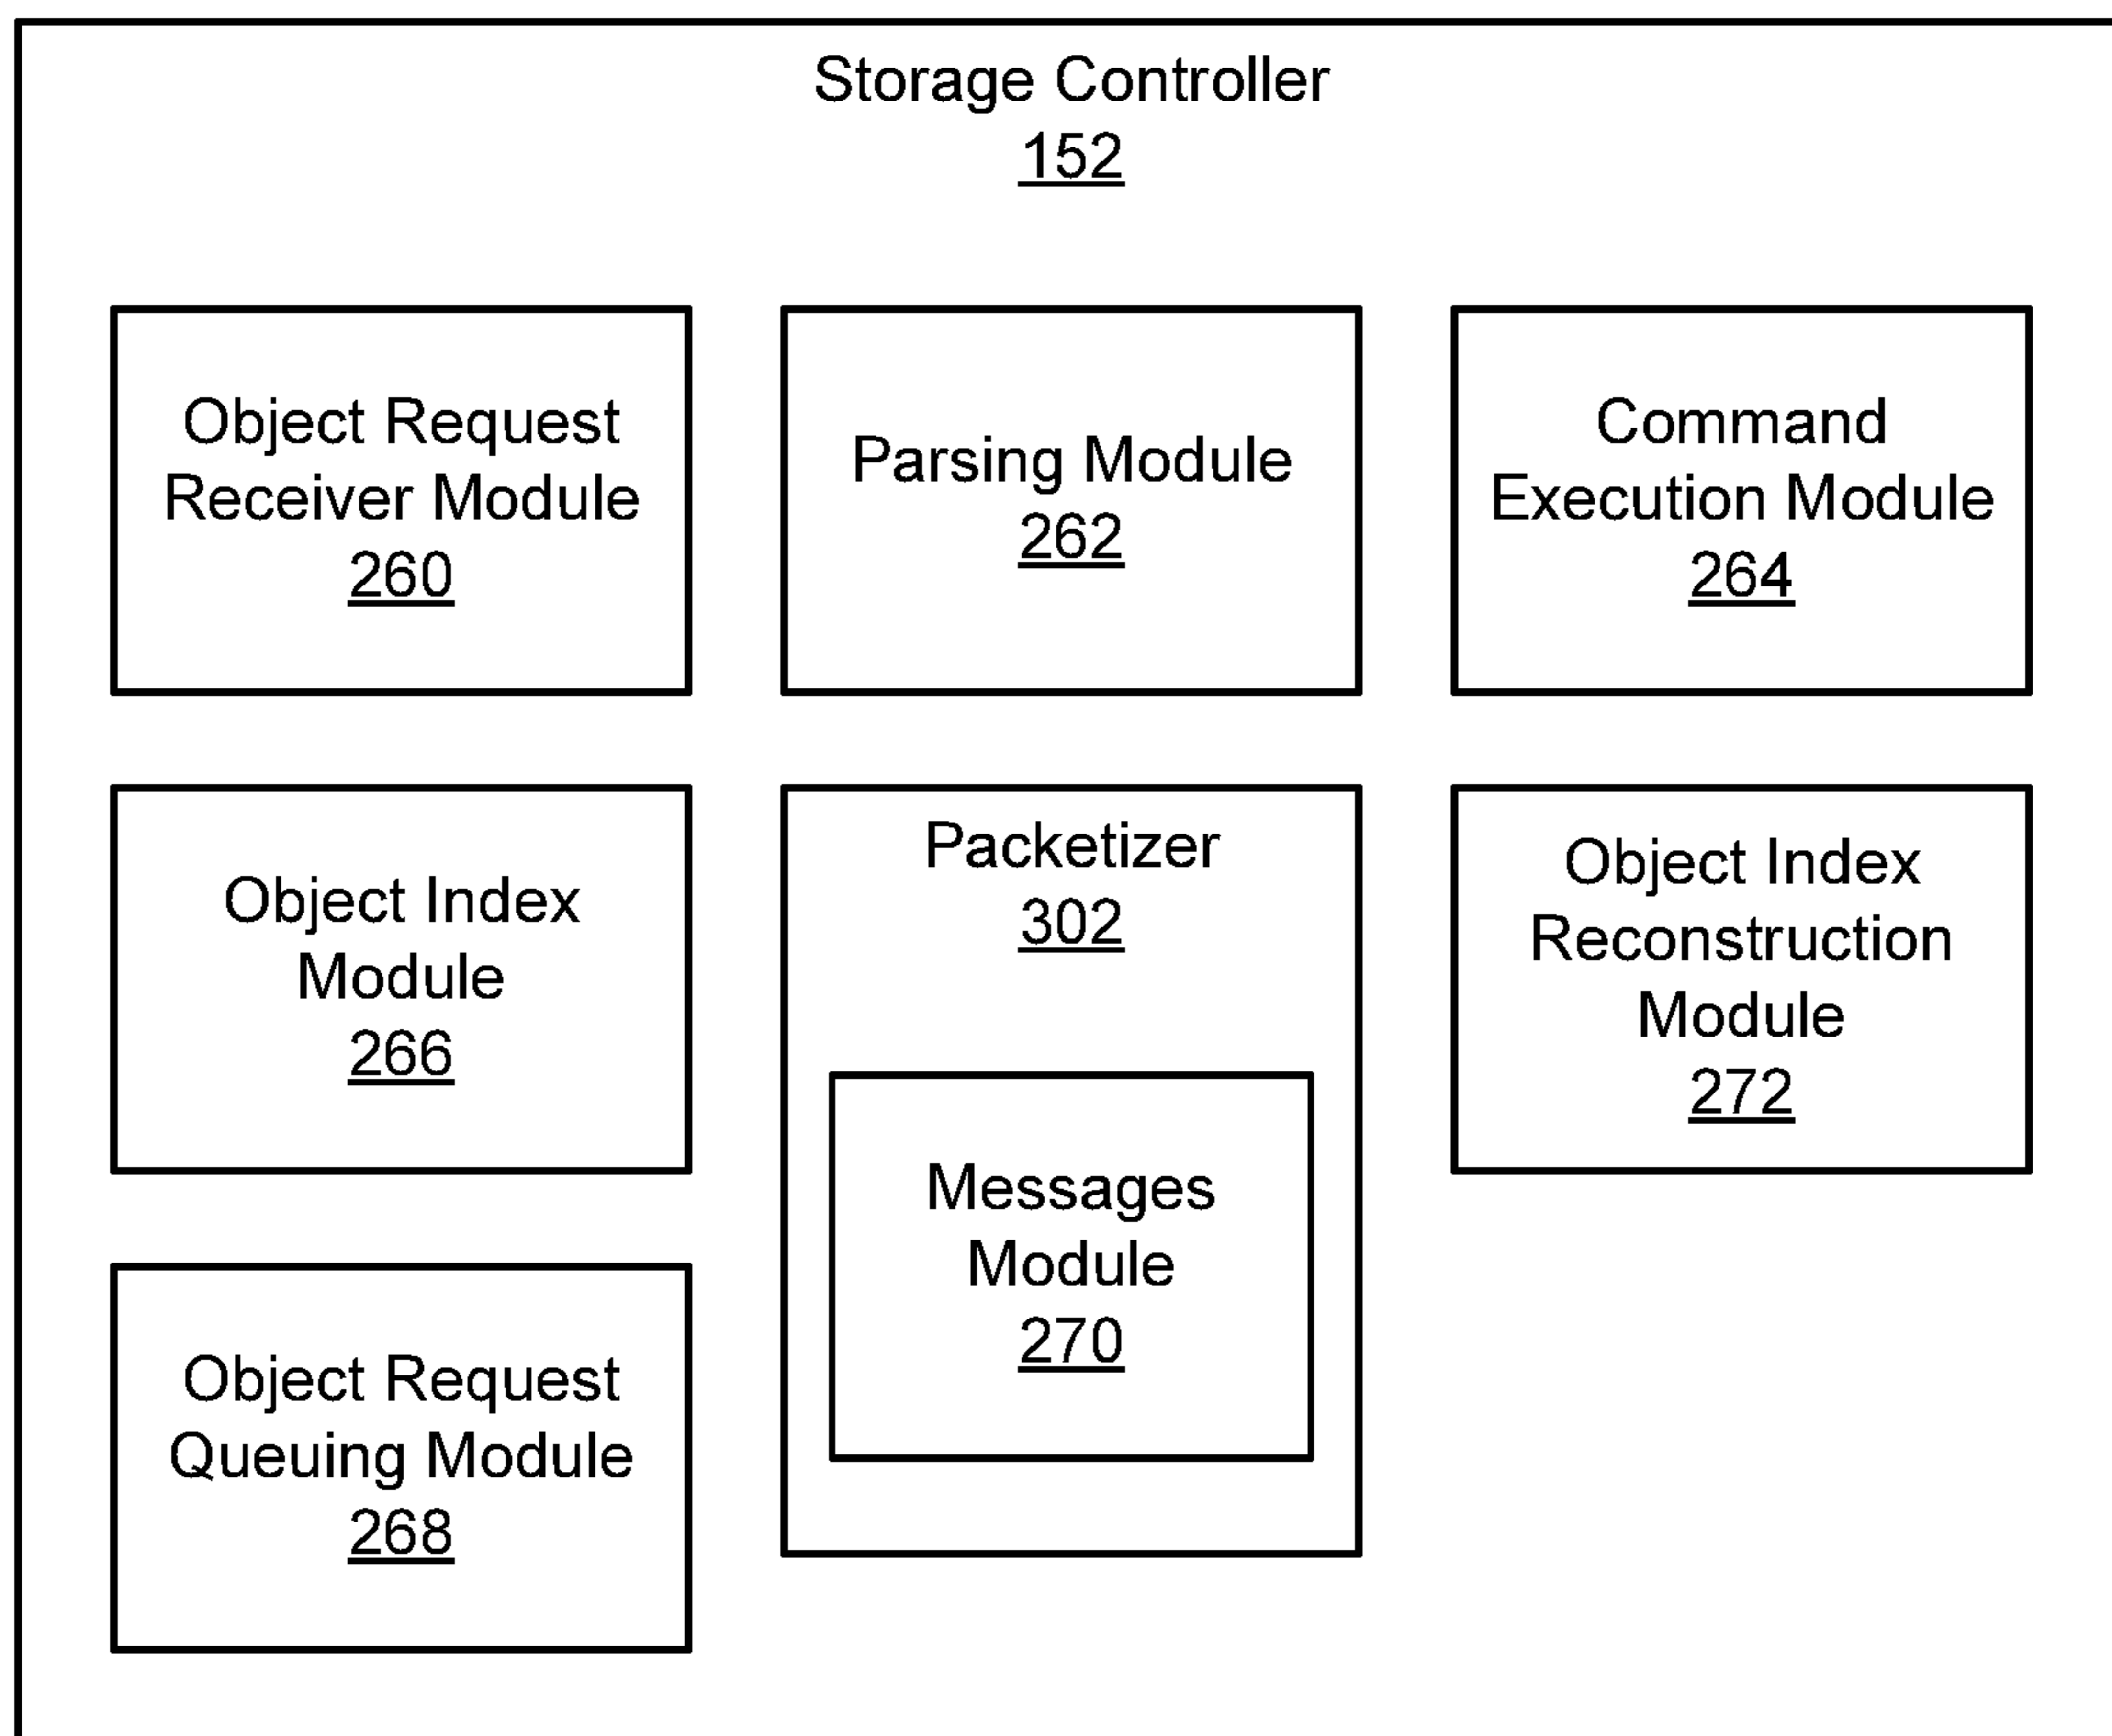 Storage Controller
152
Object Request
Receiver Module
260
Parsing Module
262
Command
Execution Module
264
Object Index
Module
266
Packetizer
302
Messages
Module
270
Object Index
Reconstruction
Module
272
Object Request
Queuing Module
268